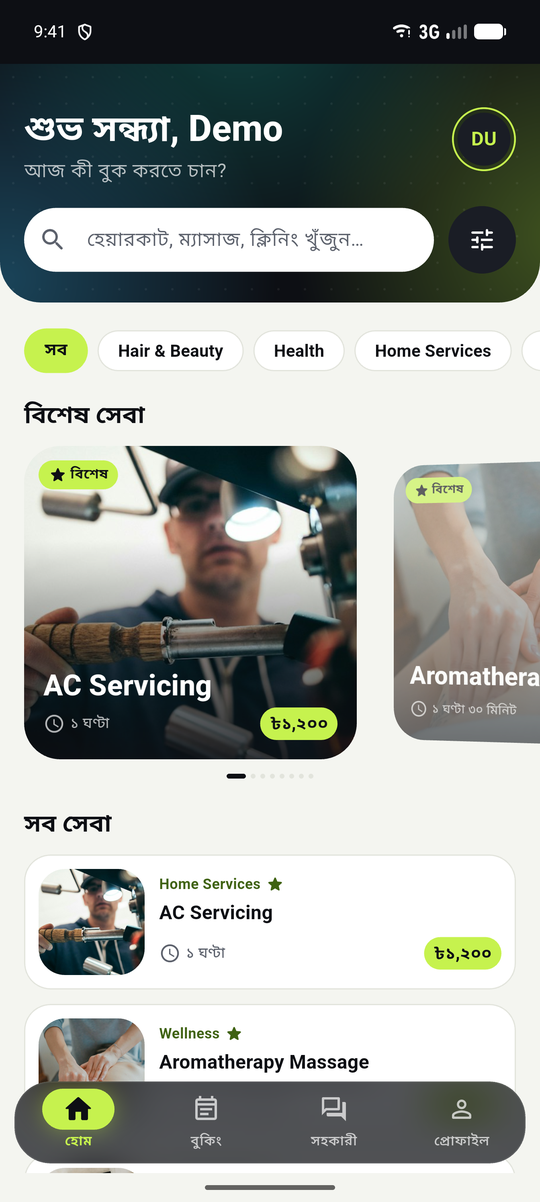 9:41
3G
শুভ সন্ধ্যা, Demo
DU
আজ কী বুক করতে চান?
হেয়ারকাট, ম্যাসাজ, ক্লিনিং খুঁজুন...
সব
Hair & Beauty
Health
Home Services
বিশেষ সেবা
বিশেষ
AC Servicing
১ ঘণ্টা
৳১,২০০
বিশেষ
Aromathera
১ ঘণ্টা ৩০ মিনিট
সব সেবা
Home Services
AC Servicing
১ ঘণ্টা
৳১,২০০
Wellness
Aromatherapy Massage
হোম
বুকিং
সহকারী
প্রোফাইল